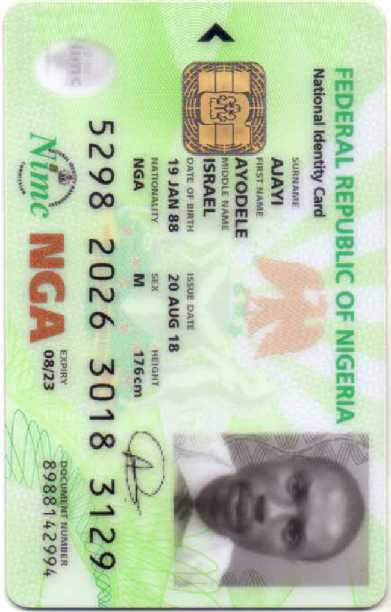 FEDERAL REPUBLIC OF NIGERIA
National Identity Card
SURNAME
AJAYI
FIRST NAME
AYODELE
MIDDLE NAME
ISRAEL
DATE OF BIRTH ISSUE DATE
19 JAN 88 20 AUG 18
NATIONALITY SEX HEIGHT
NGA M 176cm
5298 2026 3018 3129
Nimc NGA EXPIRY DOCUMENT NUMBER
08/23 8988142994